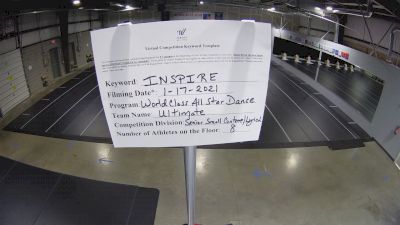 Virtual Competition Keyword Template
Keyword: INSPIRE
Filming Date*: 1-17-2021
Program: World Class All Star Dance
Team Name: Ultimate
Competition Division: Senior Small Contemp/Lyrical
Number of Athletes on the Floor: 8